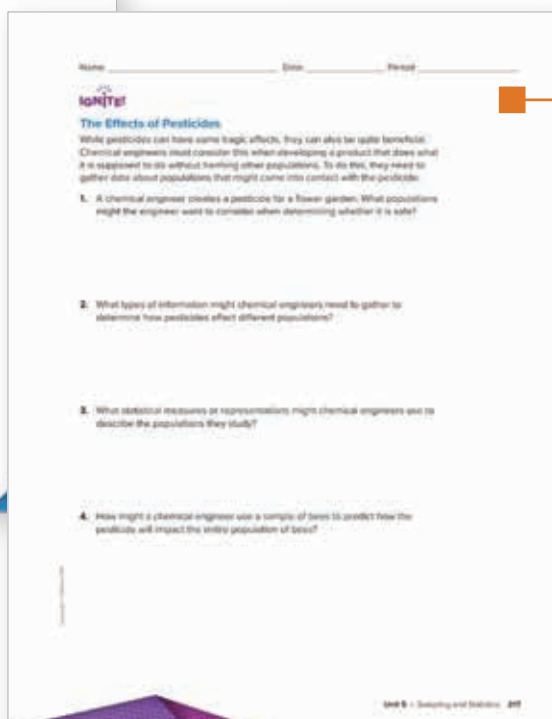 Name Date Period
IGNITE!
The Effects of Pesticides
While pesticides can have some tragic effects, they can also be quite beneficial.
Chemical engineers must consider this when developing a product that does what
it is supposed to do without harming other populations. To do this, they need to
gather data about populations that might come into contact with the pesticide.
1. A chemical engineer creates a pesticide for a flower garden. What populations
might the engineer want to consider when determining whether it is safe?
2. What types of information might chemical engineers need to gather to
determine how pesticides affect different populations?
3. What statistical measures or representations might chemical engineers use to
describe the populations they study?
4. How might a chemical engineer use a sample of bees to predict how the
pesticide will impact the entire population of bees?
Unit 5 | Sampling and Statistics